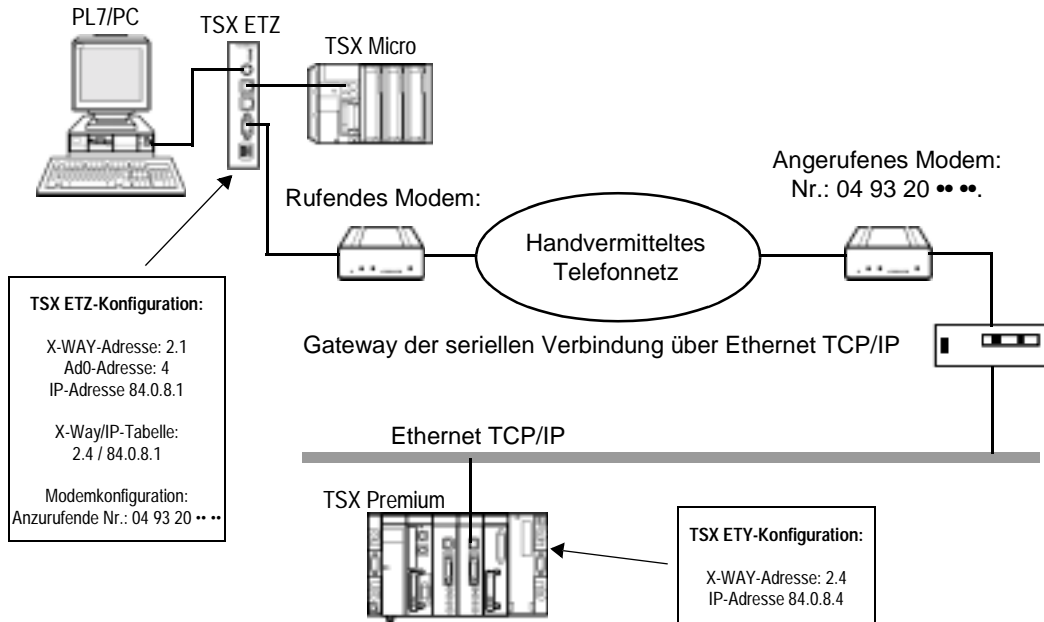 PL7/PC
TSX ETZ
TSX Micro
Rufendes Modem:
Angerufenes Modem:
Nr.: 04 93 20 •• ••.
Handvermitteltes
Telefonnetz
TSX ETZ-Konfiguration:
X-WAY-Adresse: 2.1
Ad0-Adresse: 4
IP-Adresse 84.0.8.1
X-Way/IP-Tabelle:
2.4 / 84.0.8.1
Modemkonfiguration:
Anzurufende Nr.: 04 93 20 •• ••
Gateway der seriellen Verbindung über Ethernet TCP/IP
Ethernet TCP/IP
TSX Premium
TSX ETY-Konfiguration:
X-WAY-Adresse: 2.4
IP-Adresse 84.0.8.4